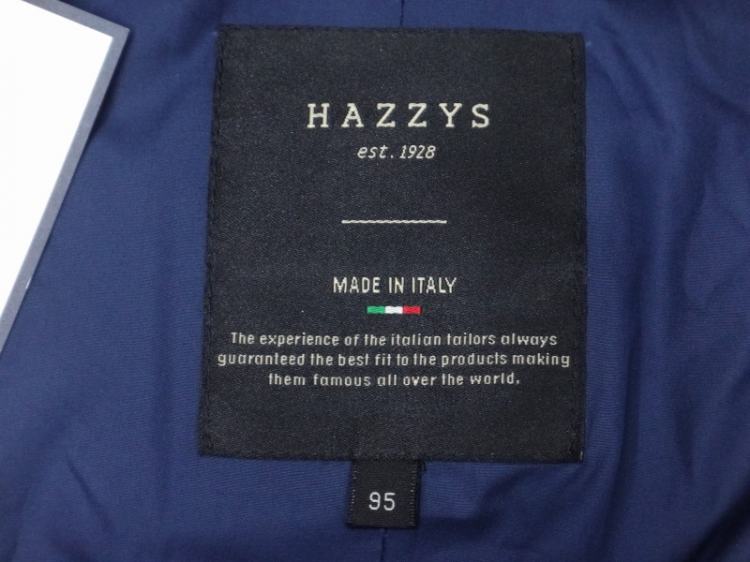 HAZZYS
est. 1928
MADE IN ITALY
The experience of the italian tailors always
guaranteed the best fit to the products making
them famous all over the world.
95